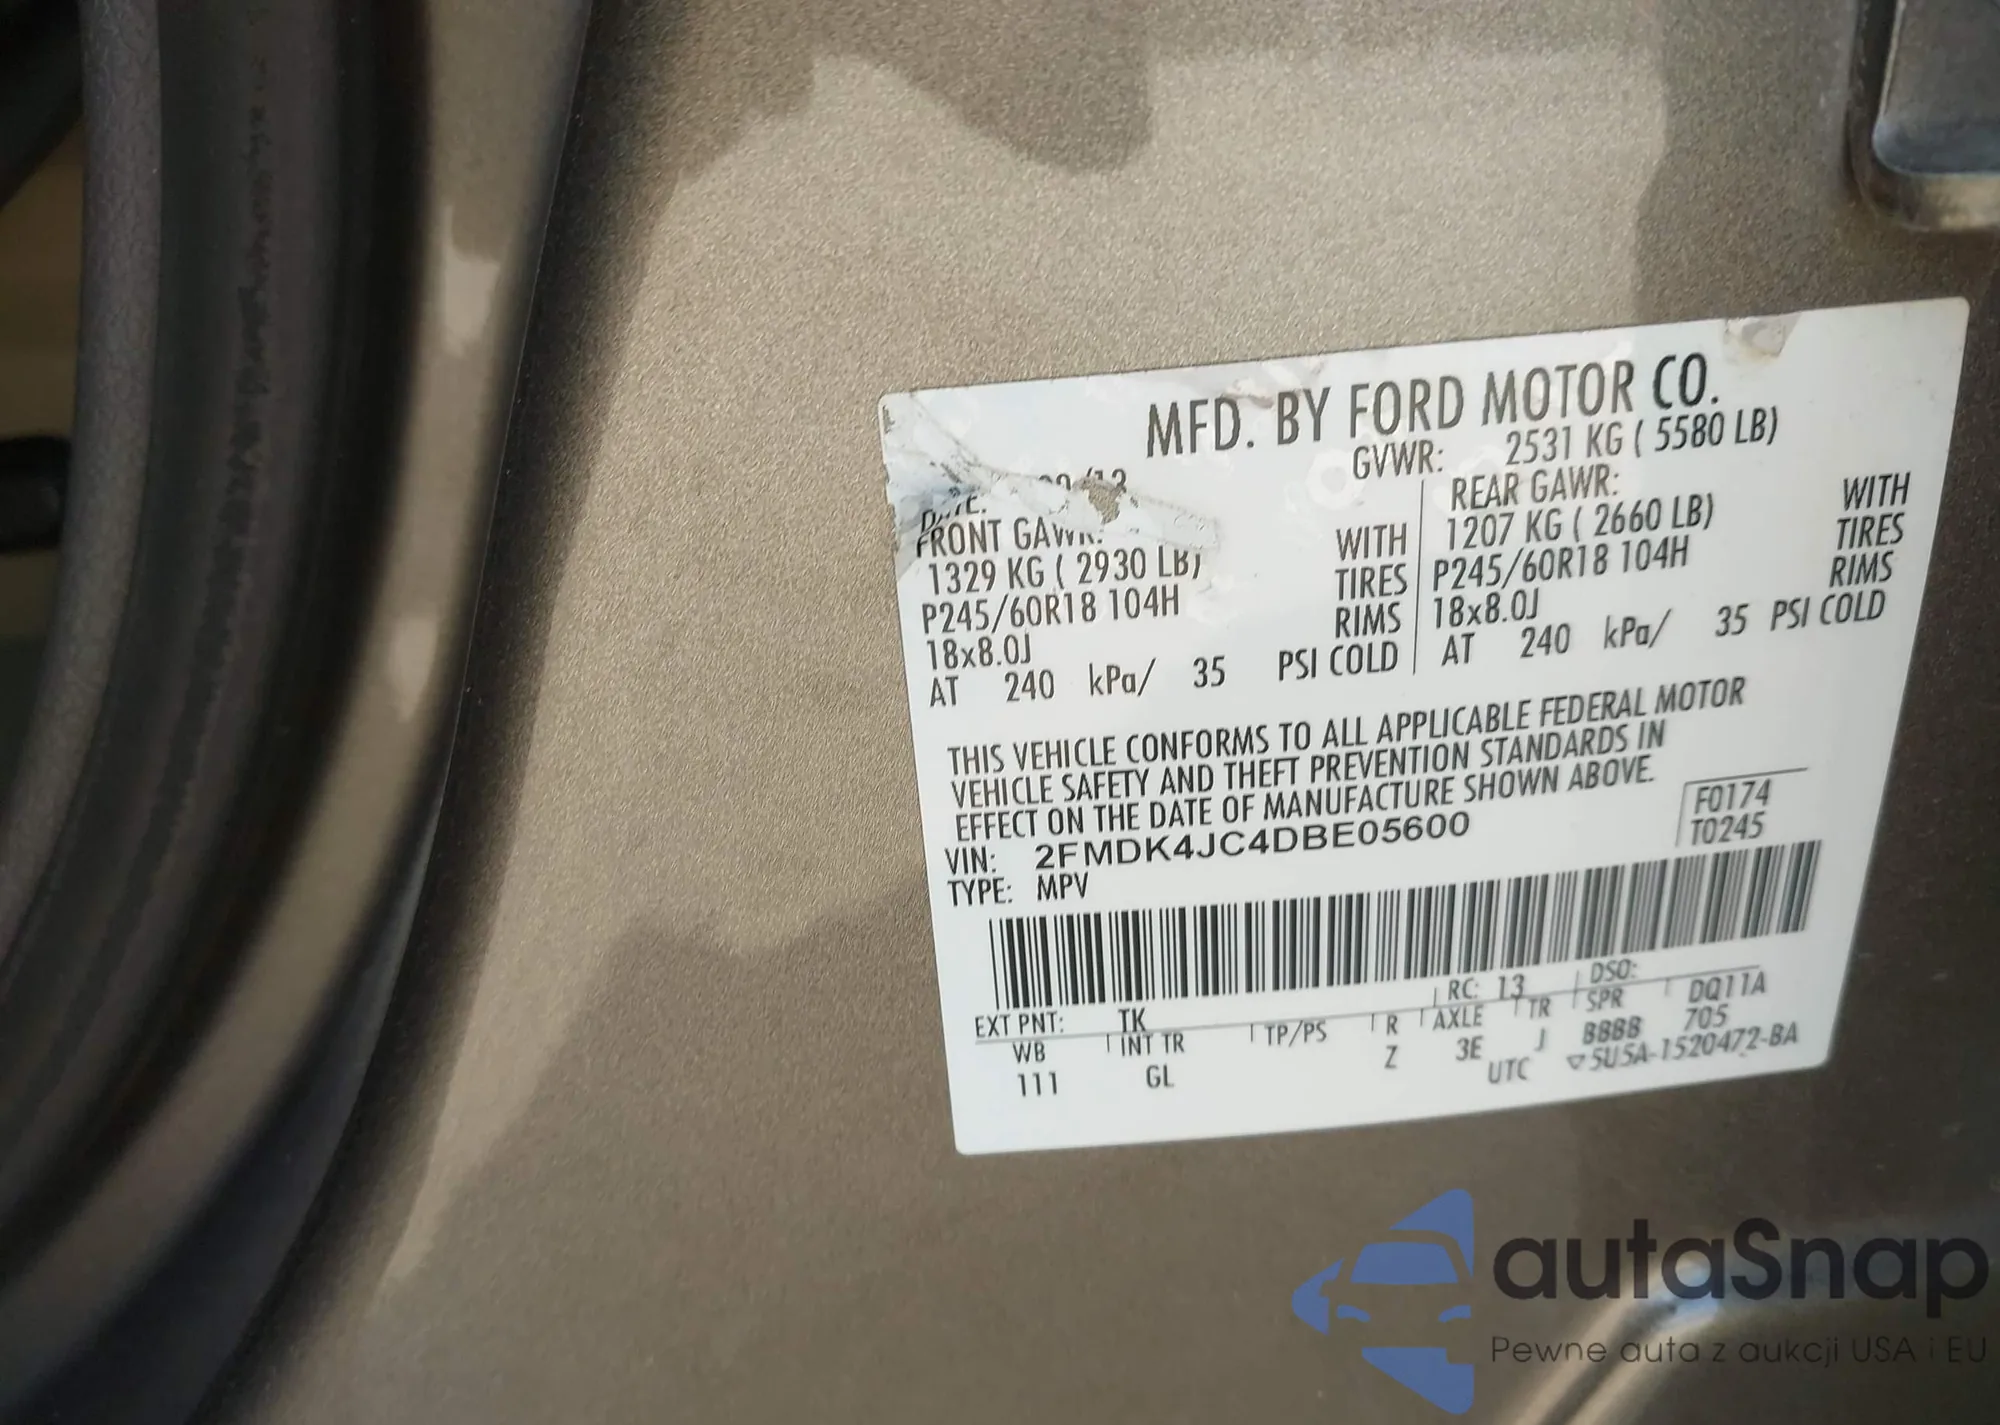 MFD. BY FORD MOTOR CO.
GVWR: 2531 KG ( 5580 LB)
FRONT GAWR:
1329 KG ( 2930 LB) WITH
P245/60R18 104H TIRES
18x8.0J RIMS
AT 240 kPa/ 35 PSI COLD
REAR GAWR:
1207 KG ( 2660 LB) WITH
P245/60R18 104H TIRES
18x8.0J RIMS
AT 240 kPa/ 35 PSI COLD
THIS VEHICLE CONFORMS TO ALL APPLICABLE FEDERAL MOTOR
VEHICLE SAFETY AND THEFT PREVENTION STANDARDS IN
EFFECT ON THE DATE OF MANUFACTURE SHOWN ABOVE.
VIN: 2FMDK4JC4DBE05600
TYPE: MPV
F0174
T0245
EXT PNT: TK RC: 13 DSO:
WB INT TR TP/PS R AXLE TR SPR DQ11A
111 GL Z 3E J BBBB 705
UTC ▽5U5A-1520472-BA
autaSnap
Pewne auta z aukcji USA i EU